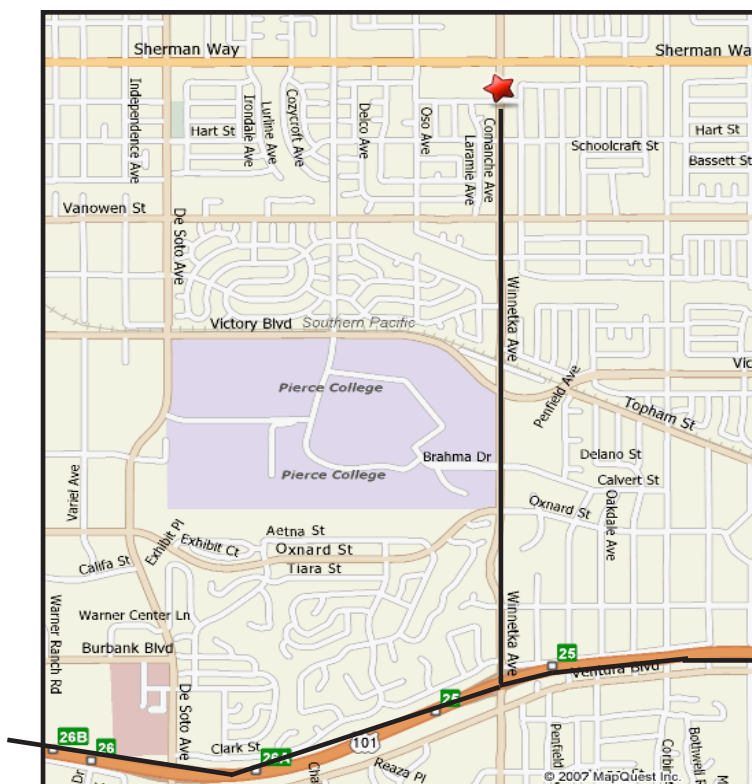 Sherman Way
Sherman Wa
Independence Ave
Irondale Ave
Lurline Ave
Cozycroft Ave
Delco Ave
Oso Ave
Laramie Ave
Comanche Ave
Hart St
Hart St
Schoolcraft St
Bassett St
Vanowen St
De Soto Ave
Winnetka Ave
Victory Blvd
Southern Pacific
Vic
Penfield Ave
Pierce College
Topham St
Brahma Dr
Delano St
Pierce College
Calvert St
Variel Ave
Oxnard St
Oakdale Ave
Exhibit Pl
Exhibit Ct
Aetna St
Oxnard St
Tiara St
Califa St
Warner Ranch Rd
Warner Center Ln
Winnetka Ave
Burbank Blvd
25
Ventura Blvd
De Soto Ave
25
26B
26
Clark St
26A
101
Reaza Pl
Dr
Cha
Penfield
Corbin
Bothwell R
© 2007 MapQuest Inc.